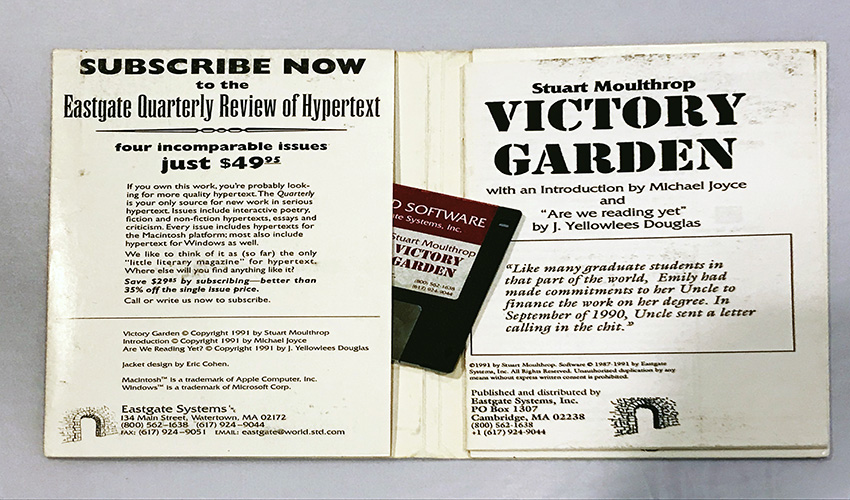 SUBSCRIBE NOW
to the
Eastgate Quarterly Review of Hypertext
four incomparable issues
just $49⁹⁵
If you own this work, you're probably look-
ing for more quality hypertext. The Quarterly
is your only source for new work in serious
hypertext. Issues include interactive poetry,
fiction and non-fiction hypertexts, essays and
criticism. Every issue includes hypertexts for
the Macintosh platform; most also include
hypertext for Windows as well.
We like to think of it as (so far) the only
"little literary magazine" for hypertext.
Where else will you find anything like it?
Save $29⁸⁵ by subscribing—better than
35% off the single issue price.
Call or write us now to subscribe.
Victory Garden © Copyright 1991 by Stuart Moulthrop
Introduction © Copyright 1991 by Michael Joyce
Are We Reading Yet? © Copyright 1991 by J. Yellowlees Douglas
Jacket design by Eric Cohen.
Macintosh™ is a trademark of Apple Computer, Inc.
Windows™ is a trademark of Microsoft Corp.
Eastgate Systems
134 Main Street, Watertown, MA 02172
(800) 562-1638 (617) 924-9044
FAX: (617) 924-9051 EMAIL: eastgate@world.std.com
SOFTWARE
Systems, Inc.
Stuart Moulthrop
VICTORY
GARDEN
(800) 562-1638
(617) 924-9044
Stuart Moulthrop
VICTORY
GARDEN
with an Introduction by Michael Joyce
and
"Are we reading yet"
by J. Yellowlees Douglas
"Like many graduate students in
that part of the world, Emily had
made commitments to her Uncle to
finance the work on her degree. In
September of 1990, Uncle sent a letter
calling in the chit."
©1991 by Stuart Moulthrop. Software © 1987-1991 by Eastgate
Systems, Inc. All Rights Reserved. Unauthorized duplication by any
means without express written consent is prohibited.
Published and distributed by
Eastgate Systems, Inc.
PO Box 1307
Cambridge, MA 02238
(800) 562-1638
+1 (617) 924-9044